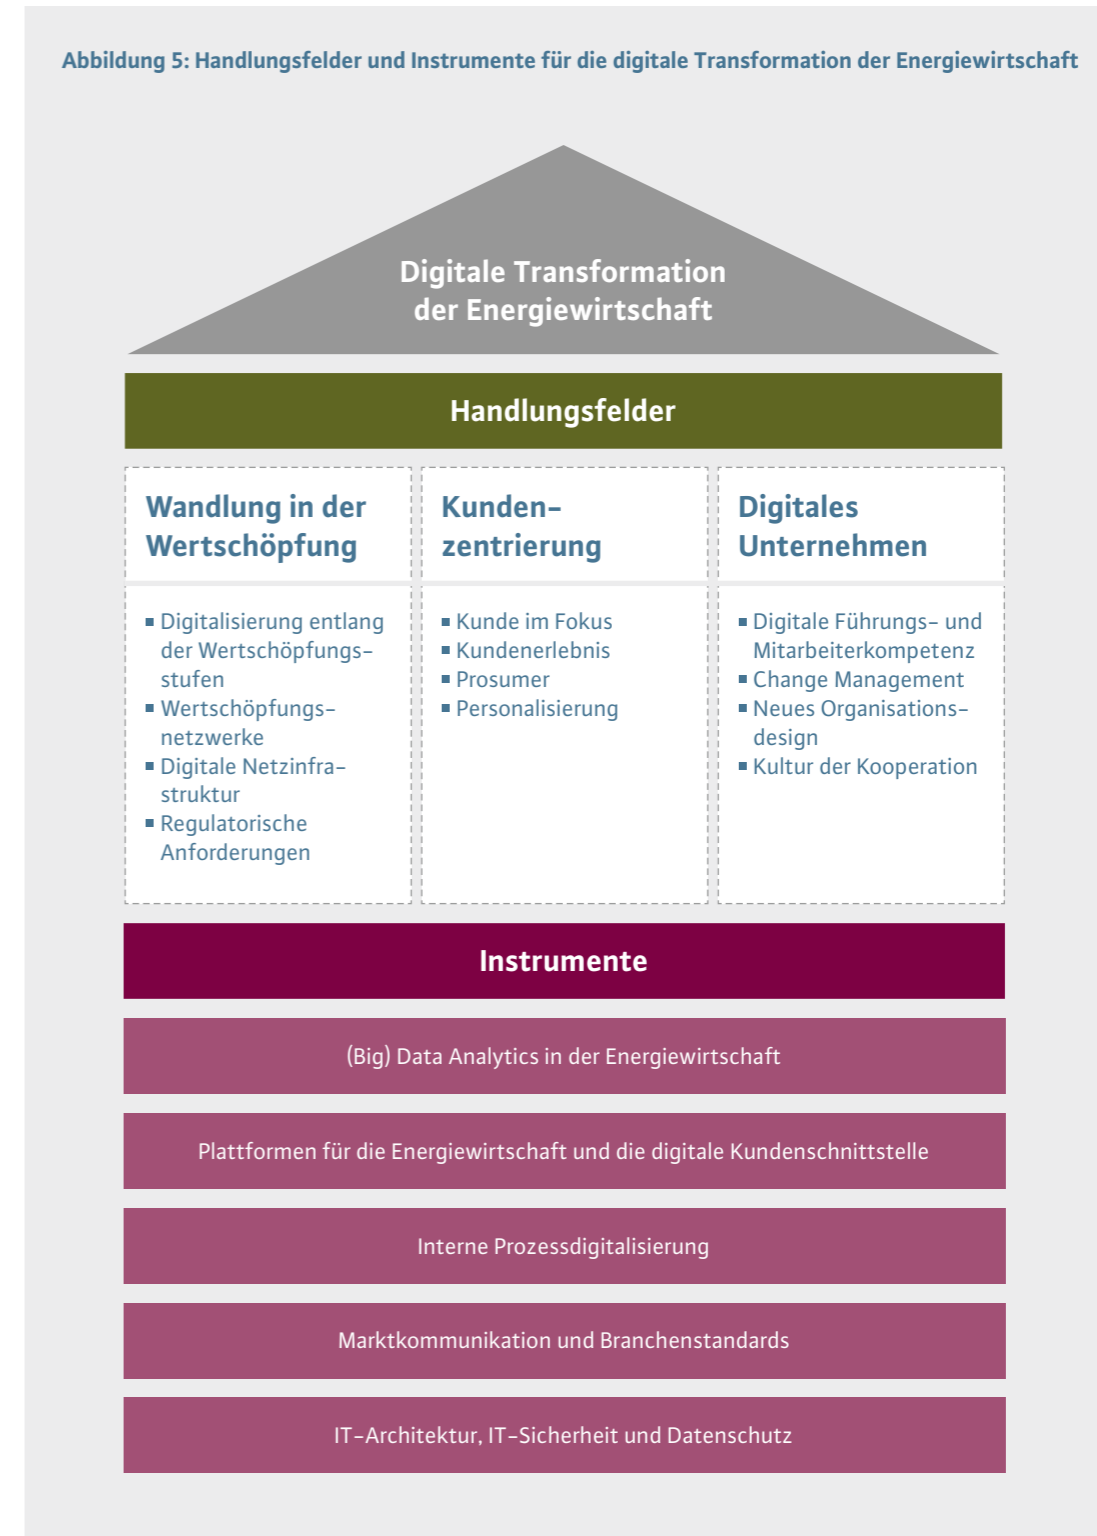 Abbildung 5: Handlungsfelder und Instrumente für die digitale Transformation der Energiewirtschaft
Digitale Transformation
der Energiewirtschaft
Handlungsfelder
Wandlung in der
Wertschöpfung
▪ Digitalisierung entlang
der Wertschöpfungs-
stufen
▪ Wertschöpfungs-
netzwerke
▪ Digitale Netzinfra-
struktur
▪ Regulatorische
Anforderungen
Kunden-
zentrierung
▪ Kunde im Fokus
▪ Kundenerlebnis
▪ Prosumer
▪ Personalisierung
Digitales
Unternehmen
▪ Digitale Führungs- und
Mitarbeiterkompetenz
▪ Change Management
▪ Neues Organisations-
design
▪ Kultur der Kooperation
Instrumente
(Big) Data Analytics in der Energiewirtschaft
Plattformen für die Energiewirtschaft und die digitale Kundenschnittstelle
Interne Prozessdigitalisierung
Marktkommunikation und Branchenstandards
IT-Architektur, IT-Sicherheit und Datenschutz